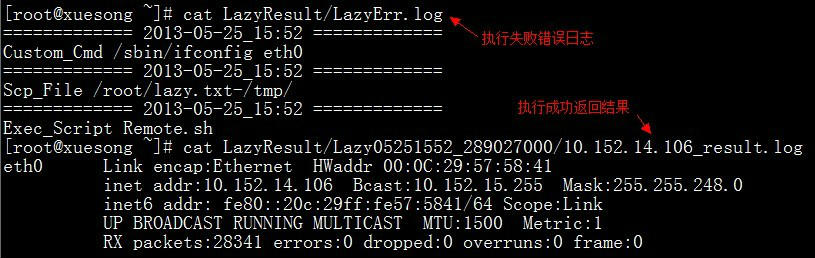 [root@xuesong ~]# cat LazyResult/LazyErr.log
============= 2013-05-25_15:52 =============
执行失败错误日志
Custom_Cmd /sbin/ifconfig eth0
============= 2013-05-25_15:52 =============
Scp_File /root/lazy.txt-/tmp/
============= 2013-05-25_15:52 =============
执行成功返回结果
Exec_Script Remote.sh
[root@xuesong ~]# cat LazyResult/Lazy05251552_289027000/10.152.14.106_result.log
eth0 Link encap:Ethernet HWaddr 00:0C:29:57:58:41
inet addr:10.152.14.106 Bcast:10.152.15.255 Mask:255.255.248.0
inet6 addr: fe80::20c:29ff:fe57:5841/64 Scope:Link
UP BROADCAST RUNNING MULTICAST MTU:1500 Metric:1
RX packets:28341 errors:0 dropped:0 overruns:0 frame:0